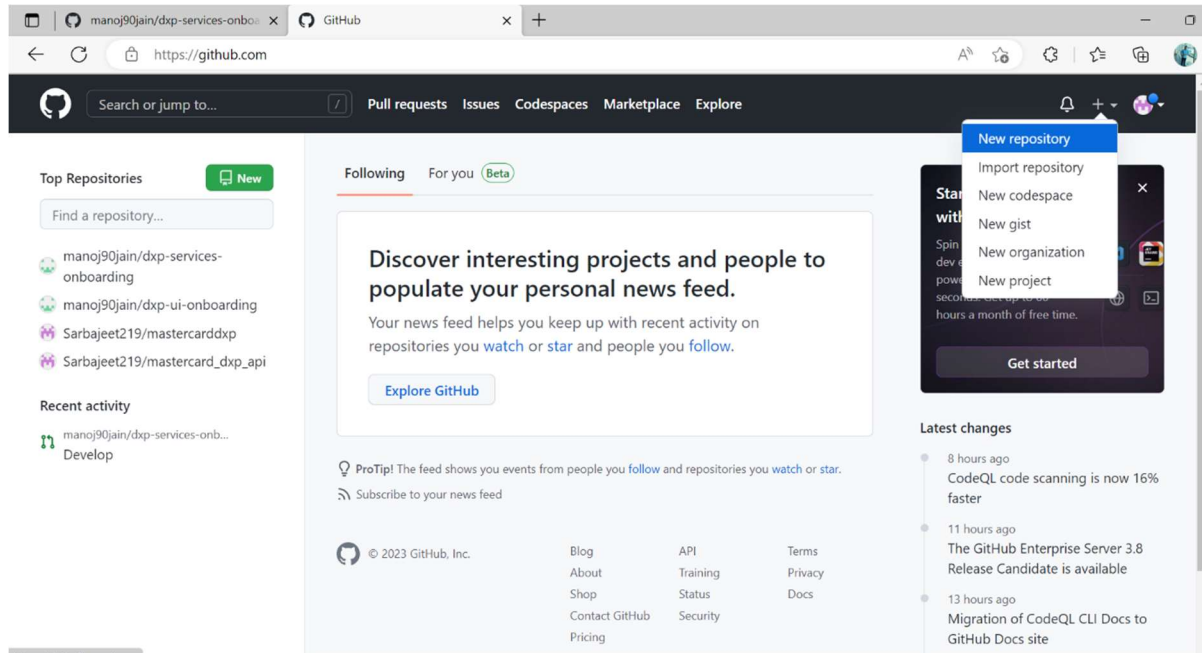 manoj90jain/dxp-services-onboa
GitHub
https://github.com
Search or jump to...
/
Pull requests Issues Codespaces Marketplace Explore
New repository
Import repository
New codespace
New gist
New organization
New project
Top Repositories
New
Find a repository...
manoj90jain/dxp-services-
onboarding
manoj90jain/dxp-ui-onboarding
Sarbajeet219/mastercarddxp
Sarbajeet219/mastercard_dxp_api
Recent activity
manoj90jain/dxp-services-onb...
Develop
Following For you Beta
Discover interesting projects and people to
populate your personal news feed.
Your news feed helps you keep up with recent activity on
repositories you watch or star and people you follow.
Explore GitHub
ProTip! The feed shows you events from people you follow and repositories you watch or star.
Subscribe to your news feed
© 2023 GitHub, Inc.
Blog API Terms
About Training Privacy
Shop Status Docs
Contact GitHub Security
Pricing
Spin
dev
hours a month of free time.
Get started
Latest changes
8 hours ago
CodeQL code scanning is now 16%
faster
11 hours ago
The GitHub Enterprise Server 3.8
Release Candidate is available
13 hours ago
Migration of CodeQL CLI Docs to
GitHub Docs site